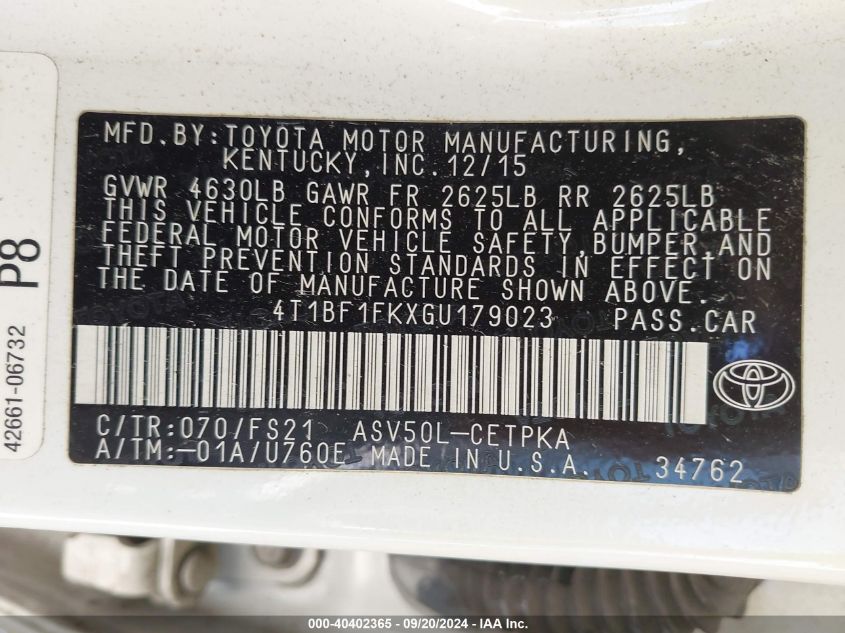 MFD.BY:TOYOTA MOTOR MANUFACTURING,
KENTUCKY,INC. 12/15
GVWR 4630LB GAWR FR 2625LB RR 2625LB
THIS VEHICLE CONFORMS TO ALL APPLICABLE
FEDERAL MOTOR VEHICLE SAFETY,BUMPER,AND
THEFT PREVENTION STANDARDS IN EFFECT ON
THE DATE OF MANUFACTURE SHOWN ABOVE.
4T1BF1FKXGU179023 PASS.CAR
C/TR:070/FS21 ASV50L-CETPKA
A/TM:-01A/U760E MADE IN U.S.A. 34762
P8
42661-06732
000-40402365 - 09/20/2024 - IAAI Inc.